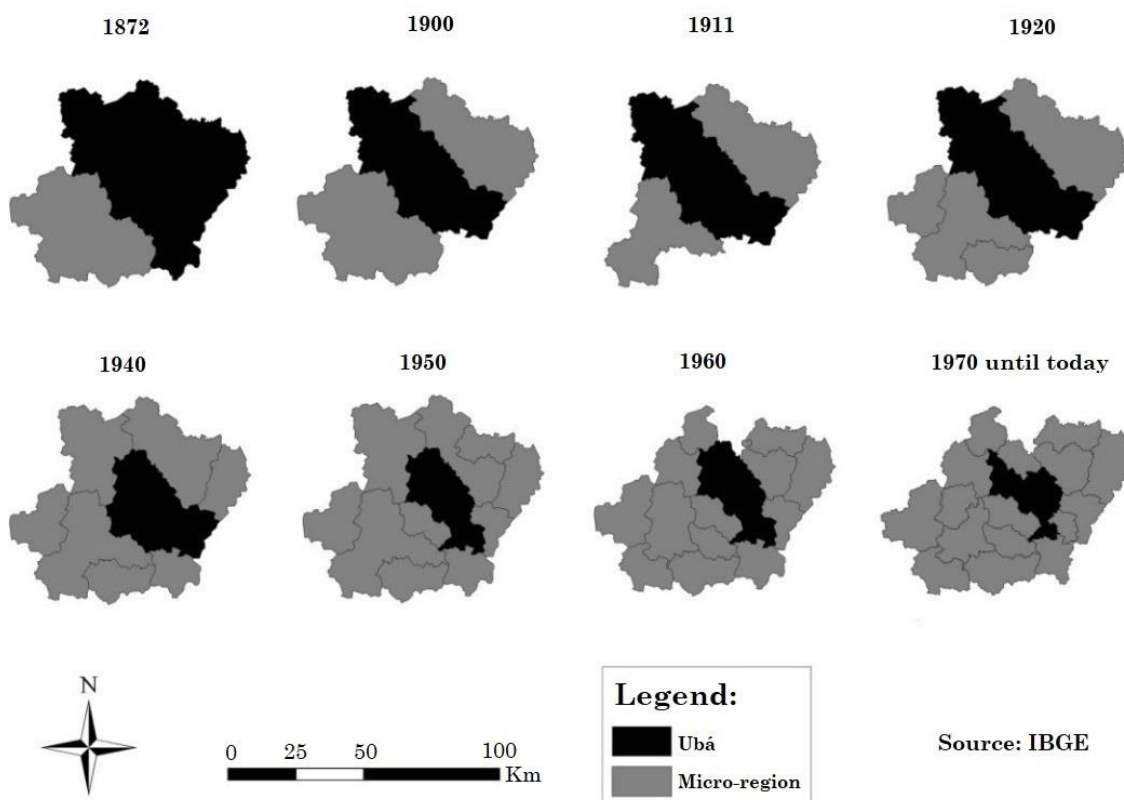 1872 1900 1911 1920
1940 1950 1960 1970 until today
N
0 25 50 100
Km
Legend:
Ubá
Micro-region
Source: IBGE